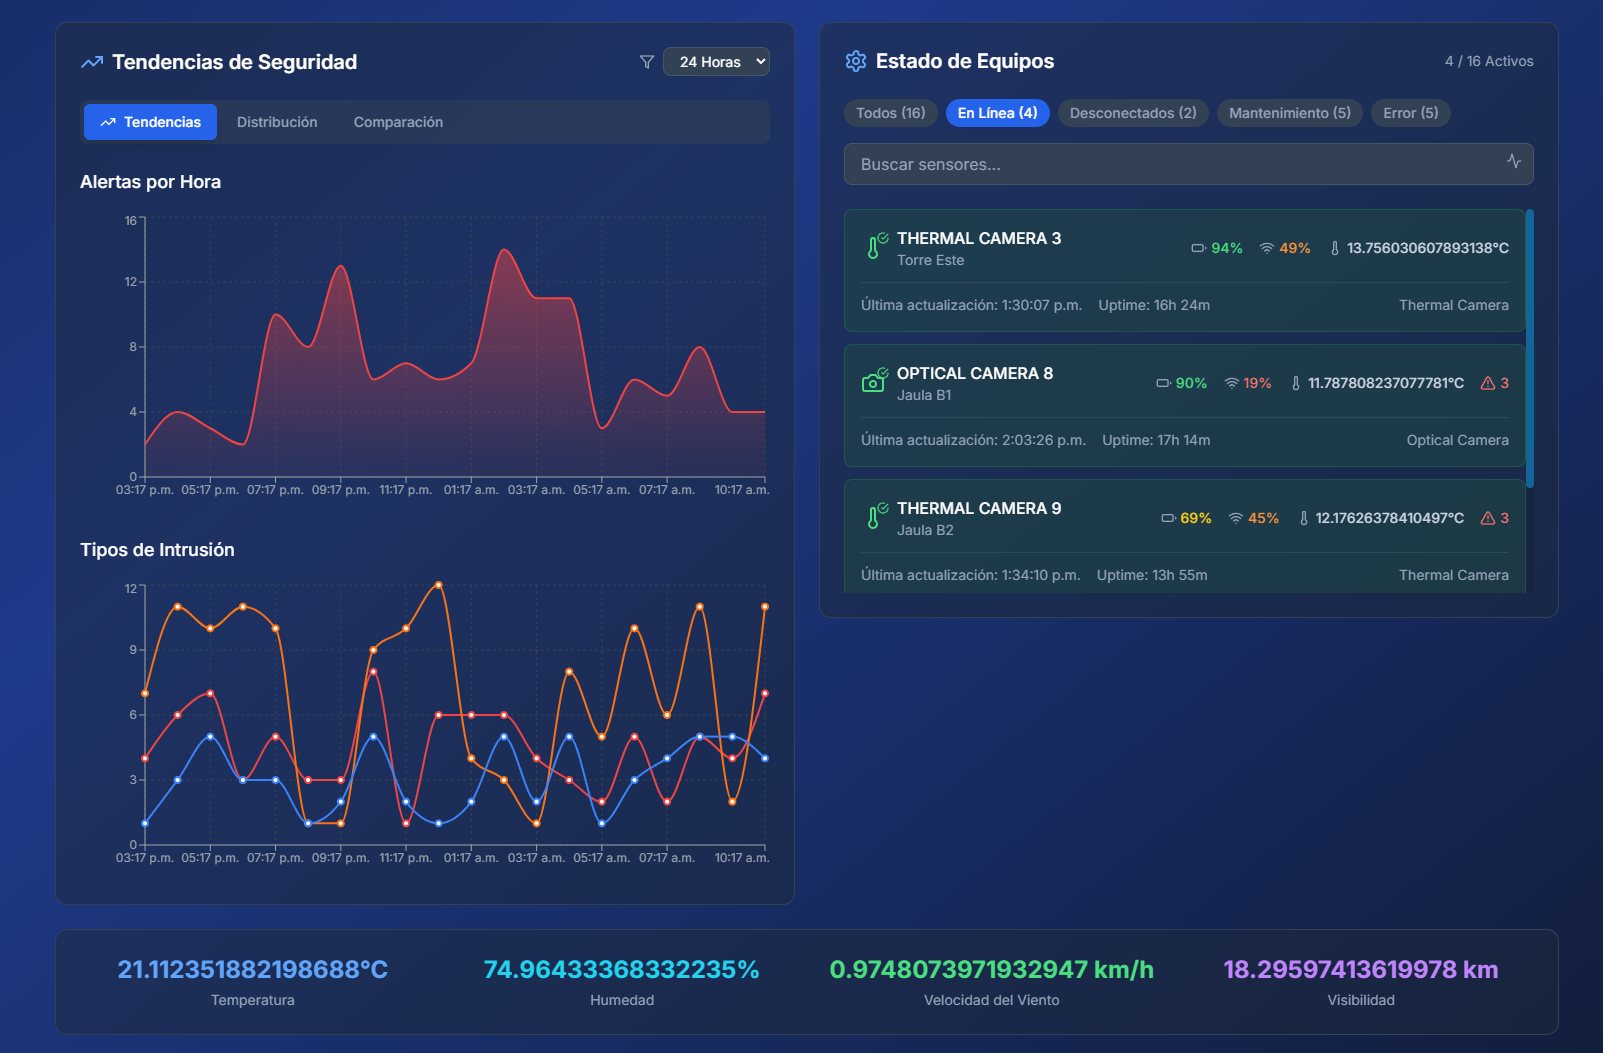 Tendencias de Seguridad
24 Horas
Tendencias
Distribución
Comparación
Alertas por Hora
16
12
8
4
0
03:17 p.m. 05:17 p.m. 07:17 p.m. 09:17 p.m. 11:17 p.m. 01:17 a.m. 03:17 a.m. 05:17 a.m. 07:17 a.m. 10:17 a.m.
Tipos de Intrusión
12
9
6
3
0
03:17 p.m. 05:17 p.m. 07:17 p.m. 09:17 p.m. 11:17 p.m. 01:17 a.m. 03:17 a.m. 05:17 a.m. 07:17 a.m. 10:17 a.m.
Estado de Equipos
4 / 16 Activos
Todos (16)
En Línea (4)
Desconectados (2)
Mantenimiento (5)
Error (5)
Buscar sensores...
THERMAL CAMERA 3
Torre Este
94% 49% 13.756030607893138°C
Última actualización: 1:30:07 p.m. Uptime: 16h 24m Thermal Camera
OPTICAL CAMERA 8
Jaula B1
90% 19% 11.787808237077781°C 3
Última actualización: 2:03:26 p.m. Uptime: 17h 14m Optical Camera
THERMAL CAMERA 9
Jaula B2
69% 45% 12.17626378410497°C 3
Última actualización: 1:34:10 p.m. Uptime: 13h 55m Thermal Camera
21.112351882198688°C
Temperatura
74.96433368332235%
Humedad
0.9748073971932947 km/h
Velocidad del Viento
18.29597413619978 km
Visibilidad